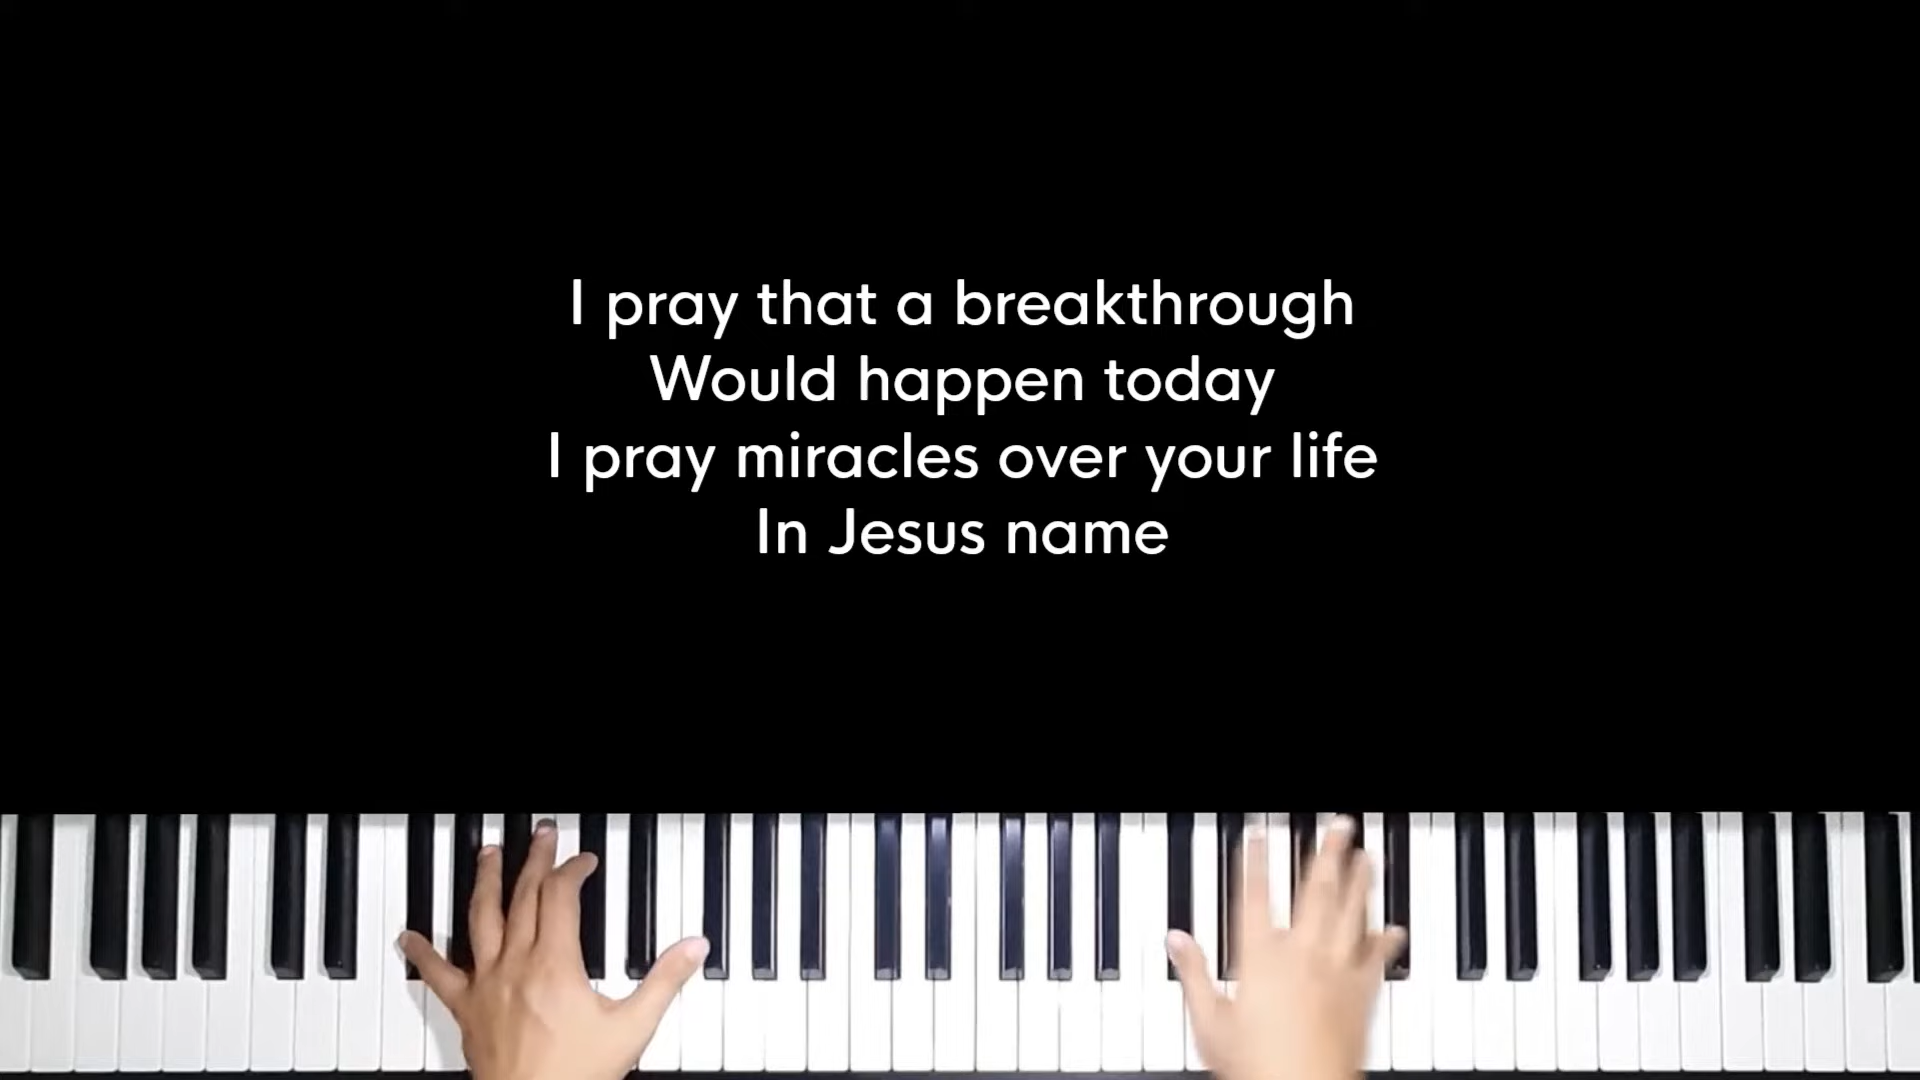 I pray that a breakthrough
Would happen today
I pray miracles over your life
In Jesus name